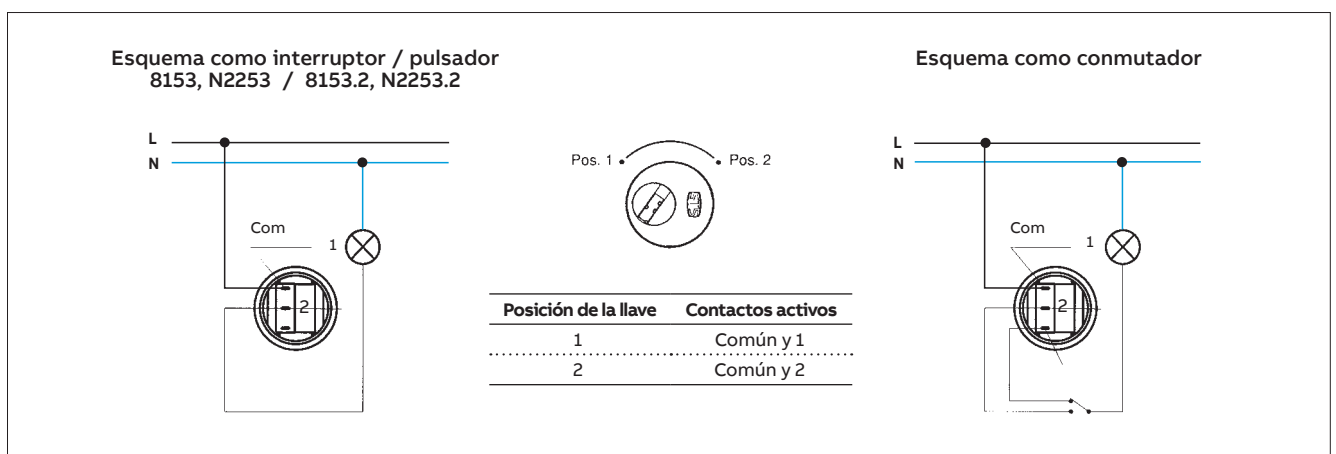 Esquema como interruptor / pulsador
8153, N2253 / 8153.2, N2253.2
L
N
Com
1
2
Pos. 1
Pos. 2
Posición de la llave Contactos activos
1 Común y 1
2 Común y 2
Esquema como conmutador
L
N
Com
1
2